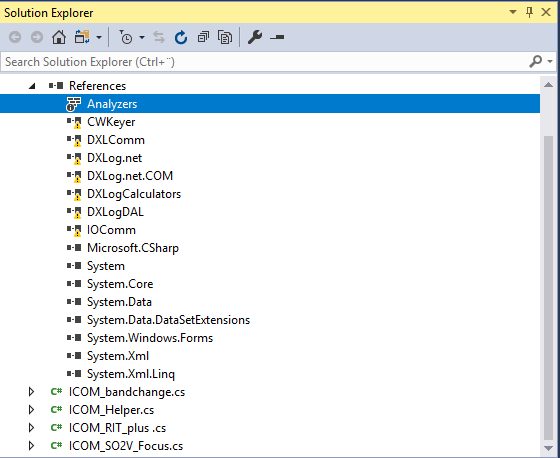 Solution Explorer
Search Solution Explorer (Ctrl+¨)
References
Analyzers
CWKeyer
DXLComm
DXLog.net
DXLog.net.COM
DXLogCalculators
DXLogDAL
IOComm
Microsoft.CSharp
System
System.Core
System.Data
System.Data.DataSetExtensions
System.Windows.Forms
System.Xml
System.Xml.Linq
C# ICOM_bandchange.cs
C# ICOM_Helper.cs
C# ICOM_RIT_plus .cs
C# ICOM_SO2V_Focus.cs